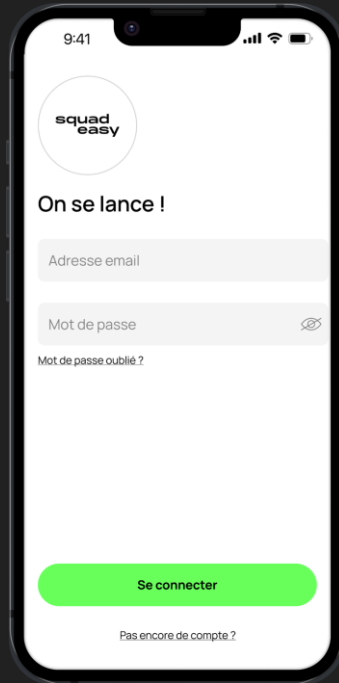 9:41
squad
easy
On se lance !
Adresse email
Mot de passe
Mot de passe oublié ?
Se connecter
Pas encore de compte ?